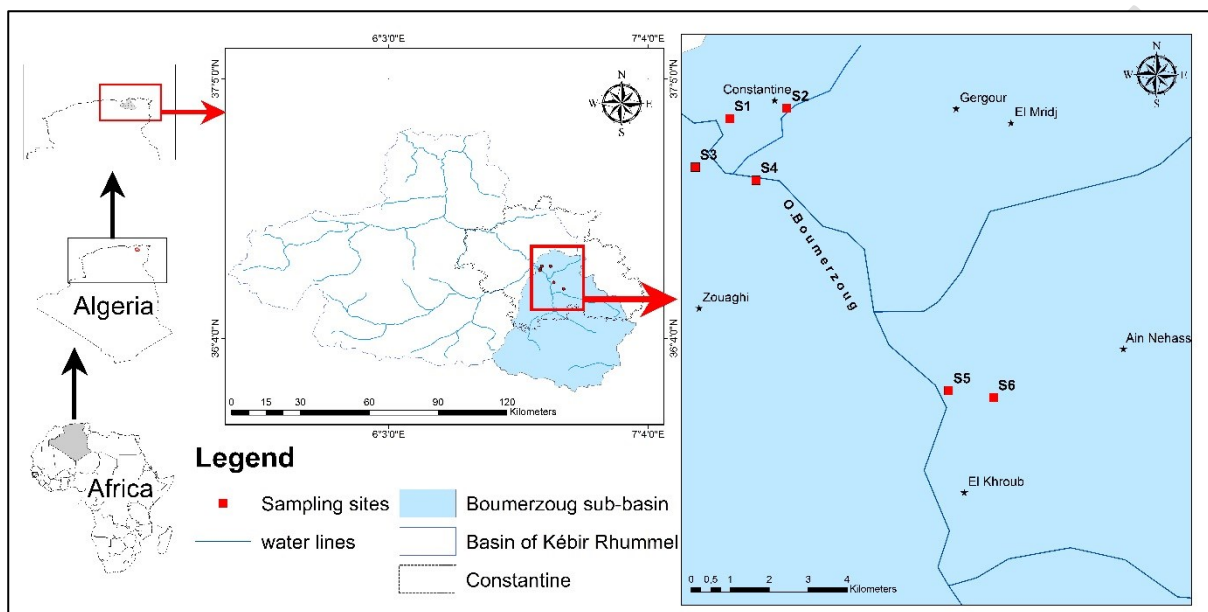 Algeria
Africa
6°3'0"E
7°4'0"E
37°5'0"N
36°4'0"N
N
W E
S
0 15 30 60 90 120
Kilometers
6°3'0"E
7°4'0"E
37°5'0"N
36°4'0"N
Legend
Sampling sites
water lines
Boumerzoug sub-basin
Basin of Kébir Rhummel
Constantine
N
W E
S
Constantine
S1
S2
Gergour
El Mridj
S3
S4
O.Boumerzoug
Zouaghi
Ain Nehass
S5
S6
El Khroub
0 0,5 1 2 3 4
Kilometers